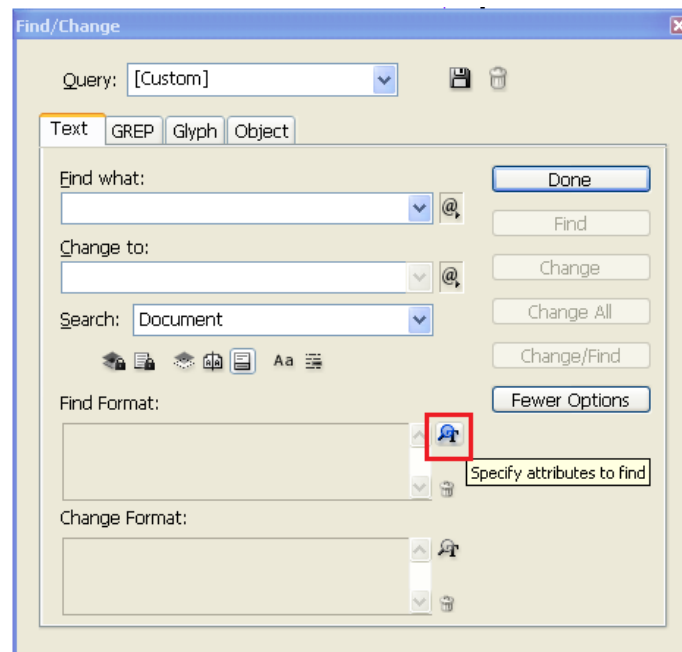 Find/Change
Query: [Custom]
Text GREP Glyph Object
Find what:
Done
@
Find
Change to:
Change
@
Search: Document
Change All
Aa
Change/Find
Find Format:
Fewer Options
Specify attributes to find
Change Format: